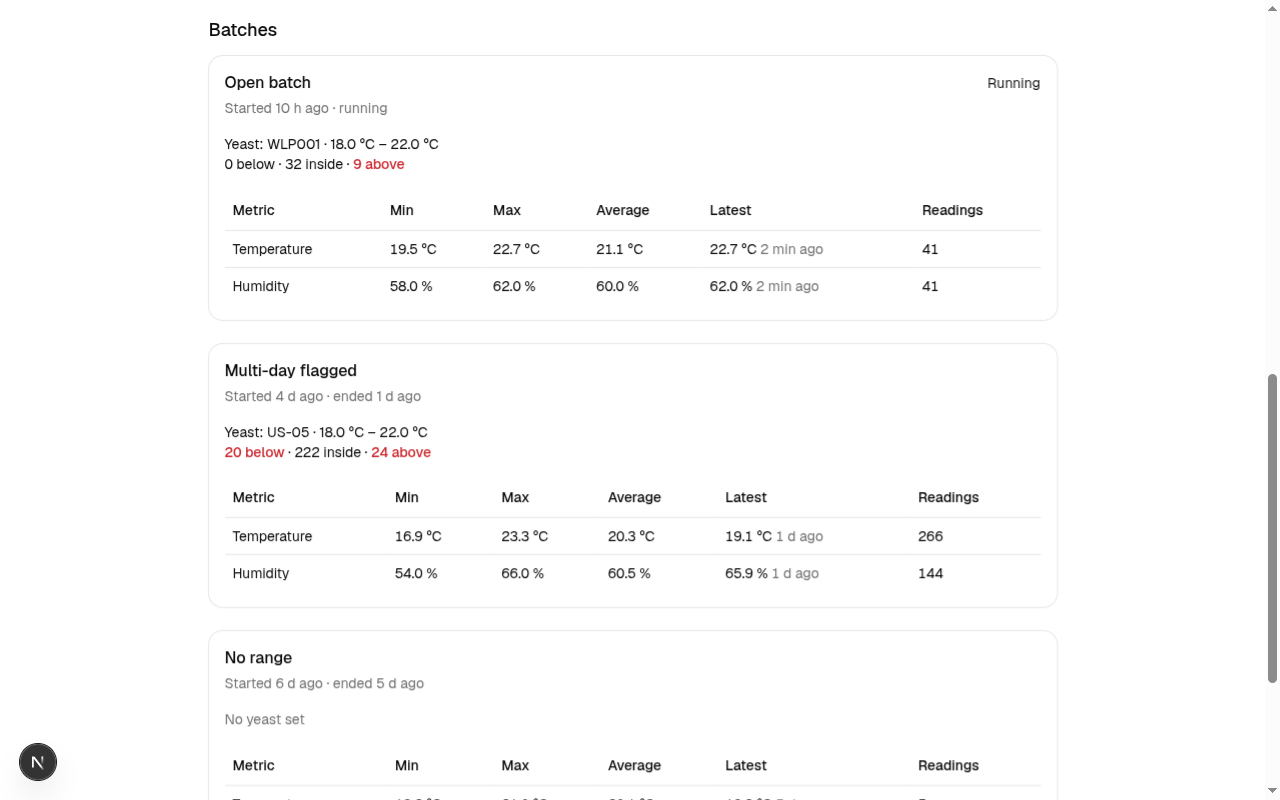 Batches
Open batch
Running
Started 10 h ago · running
Yeast: WLP001 · 18.0 °C – 22.0 °C
0 below · 32 inside · 9 above
Metric Min Max Average Latest Readings
Temperature 19.5 °C 22.7 °C 21.1 °C 22.7 °C 2 min ago 41
Humidity 58.0 % 62.0 % 60.0 % 62.0 % 2 min ago 41
Multi-day flagged
Started 4 d ago · ended 1 d ago
Yeast: US-05 · 18.0 °C – 22.0 °C
20 below · 222 inside · 24 above
Metric Min Max Average Latest Readings
Temperature 16.9 °C 23.3 °C 20.3 °C 19.1 °C 1 d ago 266
Humidity 54.0 % 66.0 % 60.5 % 65.9 % 1 d ago 144
No range
Started 6 d ago · ended 5 d ago
No yeast set
N
Metric Min Max Average Latest Readings